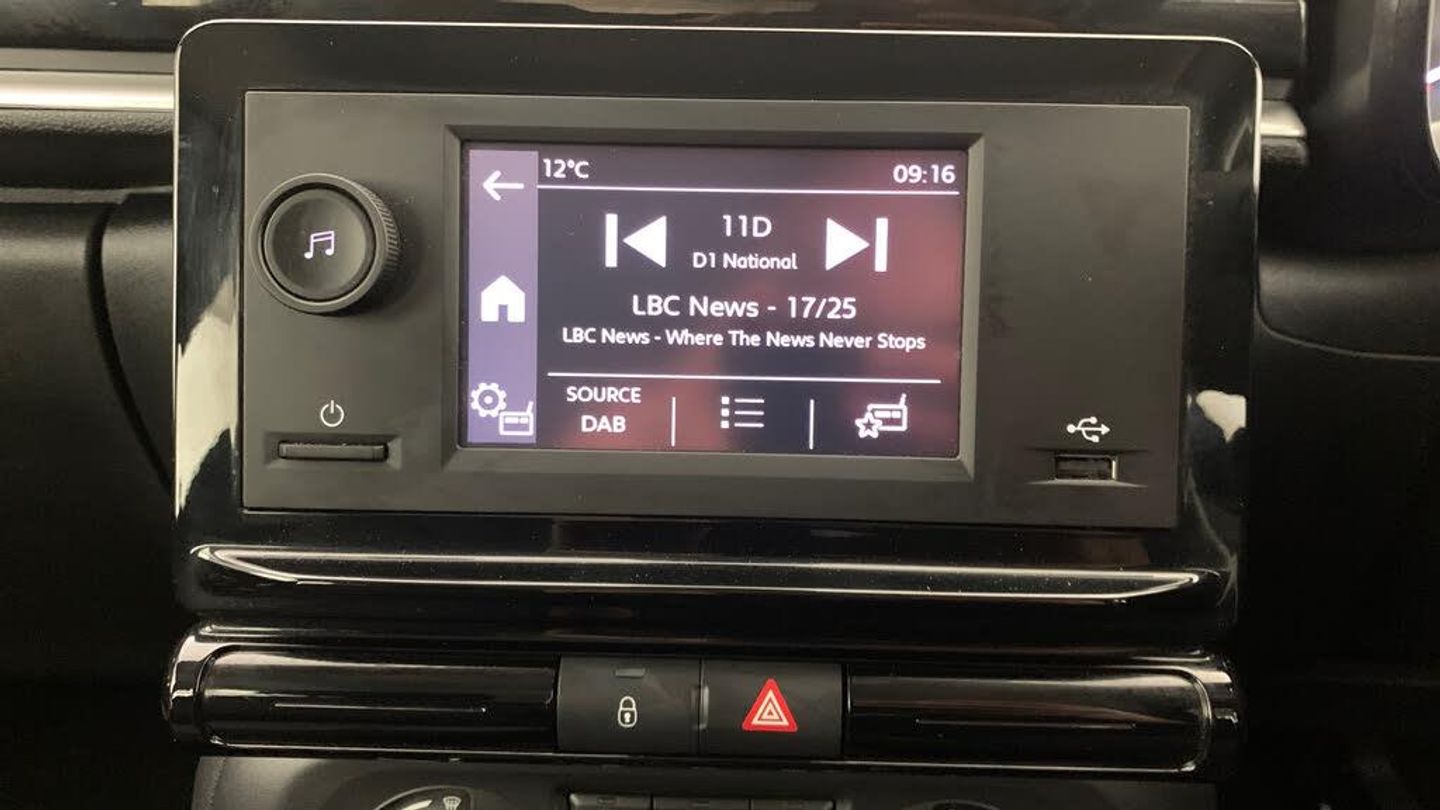 12°C
09:16
11D
D1 National
LBC News - 17/25
LBC News - Where The News Never Stops
SOURCE
DAB